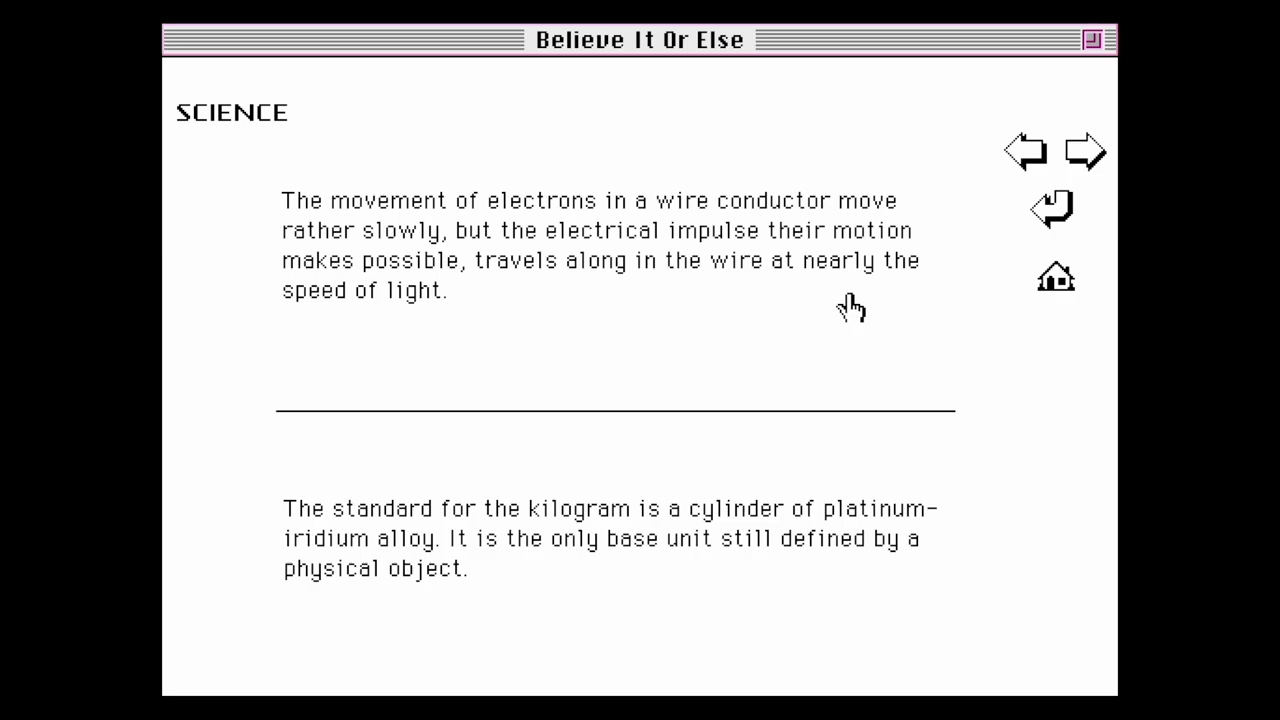 Believe It Or Else
SCIENCE
The movement of electrons in a wire conductor move
rather slowly, but the electrical impulse their motion
makes possible, travels along in the wire at nearly the
speed of light.
The standard for the kilogram is a cylinder of platinum-
iridium alloy. It is the only base unit still defined by a
physical object.